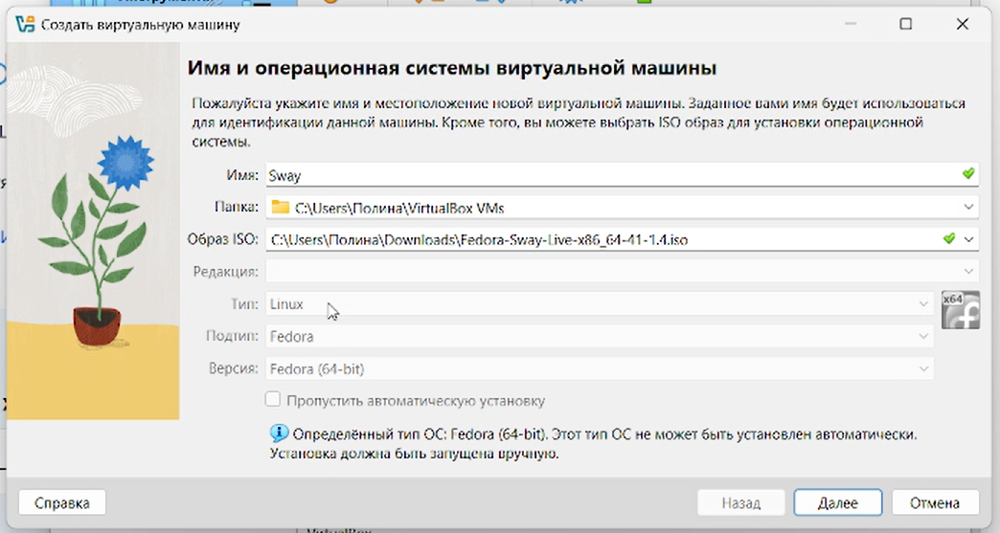 Создать виртуальную машину
Имя и операционная системы виртуальной машины
Пожалуйста укажите имя и местоположение новой виртуальной машины. Заданное вами имя будет использоваться
для идентификации данной машины. Кроме того, вы можете выбрать ISO образ для установки операционной
системы.
Имя: Sway
Папка: C:\Users\Полина\VirtualBox VMs
Образ ISO: C:\Users\Полина\Downloads\Fedora-Sway-Live-x86_64-41-1.4.iso
Редакция:
Тип: Linux
x64
Подтип: Fedora
Версия: Fedora (64-bit)
Пропустить автоматическую установку
Определённый тип ОС: Fedora (64-bit). Этот тип ОС не может быть установлен автоматически.
Установка должна быть запущена вручную.
Справка Назад Далее Отмена